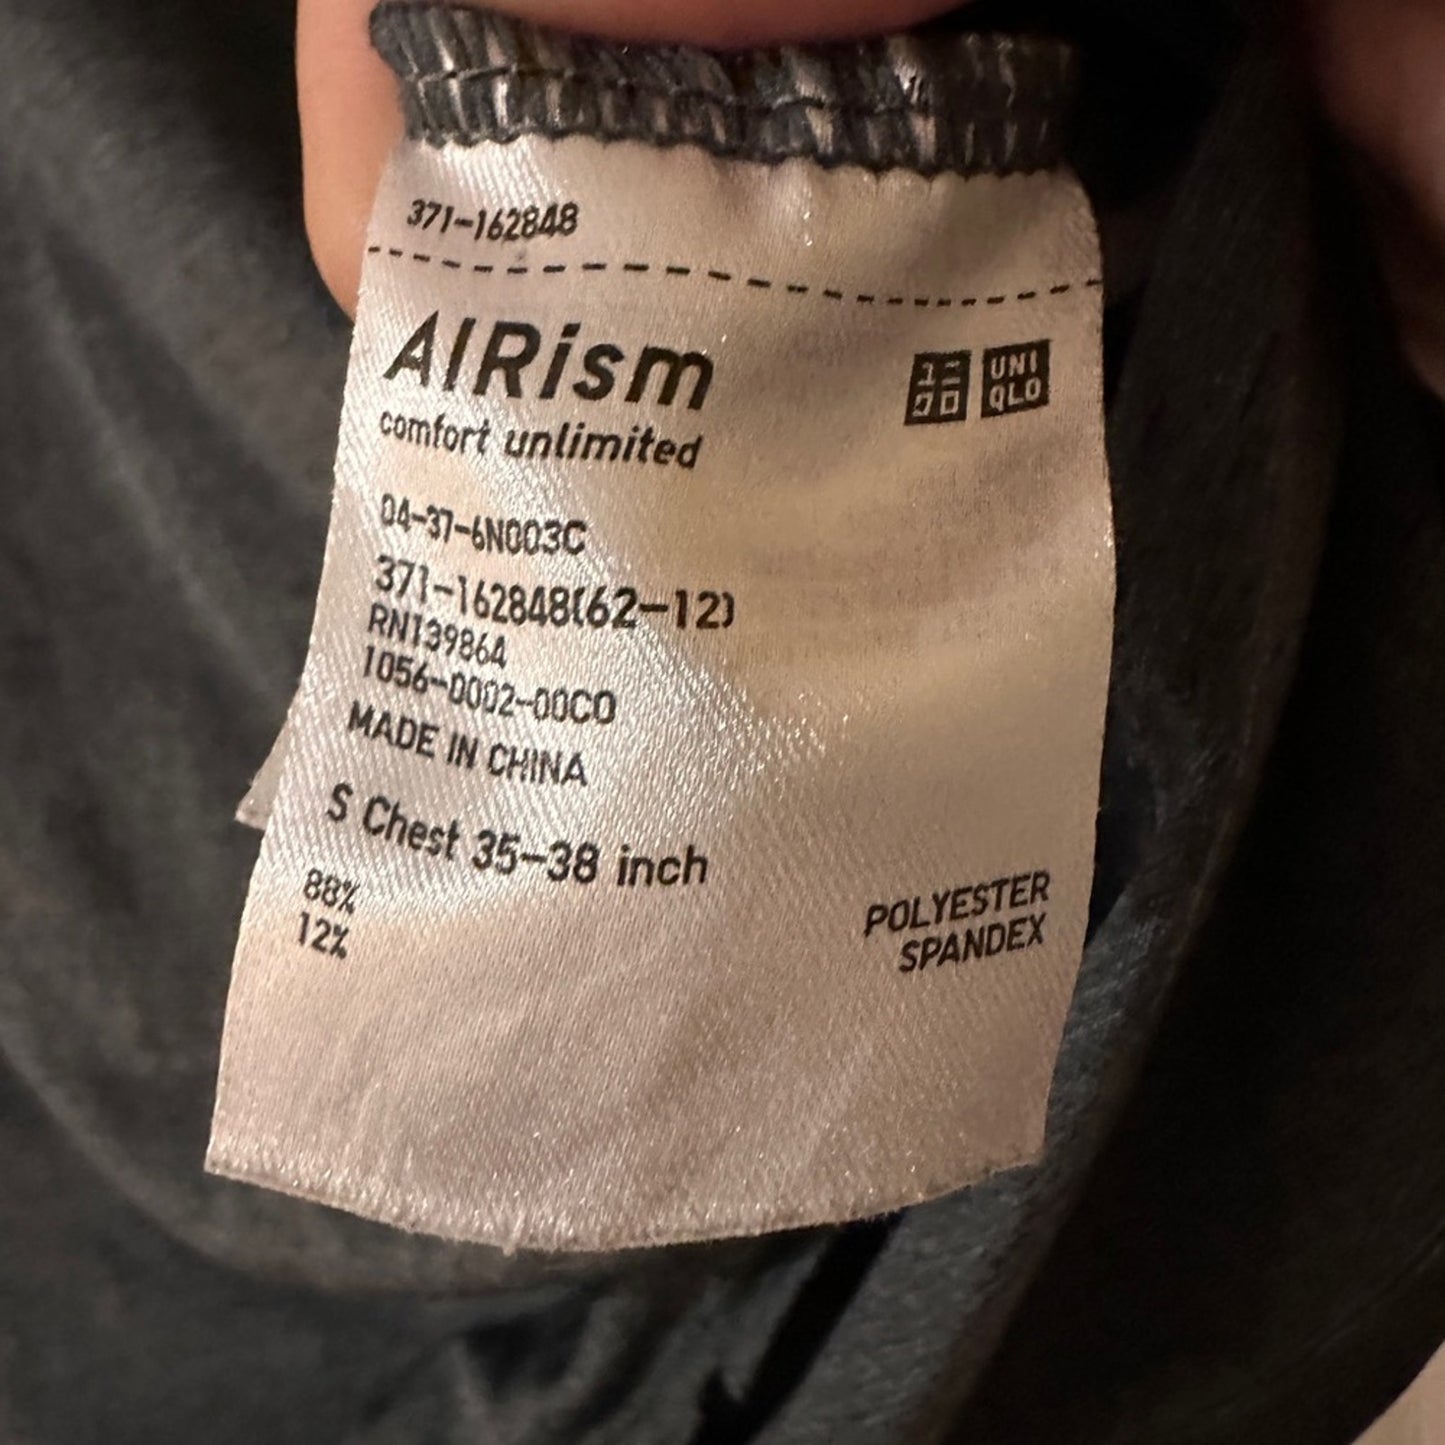 371-162848
AIRism
comfort unlimited
ユニ
クロ
UNI
QLO
04-37-6N003C
371-162848(62-12)
RN139864
1056-0002-00C0
MADE IN CHINA
S Chest 35-38 inch
88% POLYESTER
12% SPANDEX